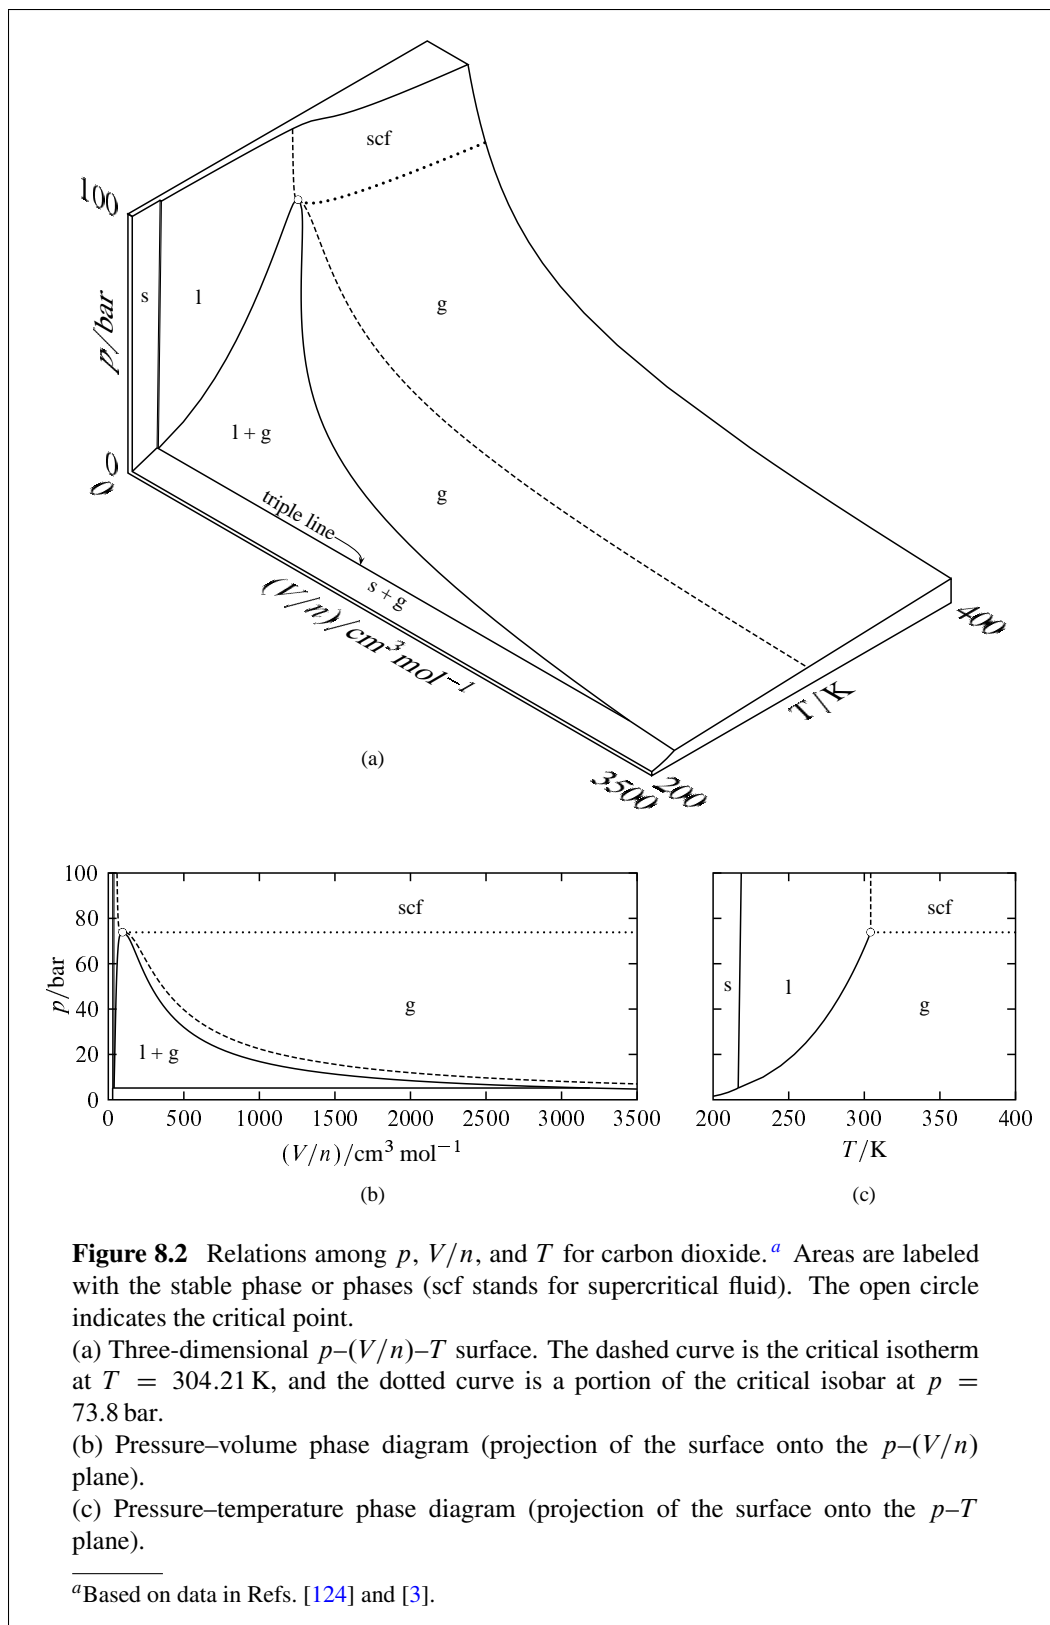 scf
100
s
l
g
p/bar
l + g
0
0
g
triple line
s + g
(V/n)/cm³ mol⁻¹
400
T/K
3500
200
(a)
100
80
60
40
20
0
p/bar
scf
g
l + g
0
500
1000
1500
2000
2500
3000
3500
(V/n)/cm³ mol⁻¹
(b)
scf
s
l
g
200
250
300
350
400
T/K
(c)
Figure 8.2 Relations among p, V/n, and T for carbon dioxide.ᵃ Areas are labeled
with the stable phase or phases (scf stands for supercritical fluid). The open circle
indicates the critical point.
(a) Three-dimensional p–(V/n)–T surface. The dashed curve is the critical isotherm
at T = 304.21 K, and the dotted curve is a portion of the critical isobar at p =
73.8 bar.
(b) Pressure–volume phase diagram (projection of the surface onto the p–(V/n)
plane).
(c) Pressure–temperature phase diagram (projection of the surface onto the p–T
plane).
ᵃBased on data in Refs. [124] and [3].